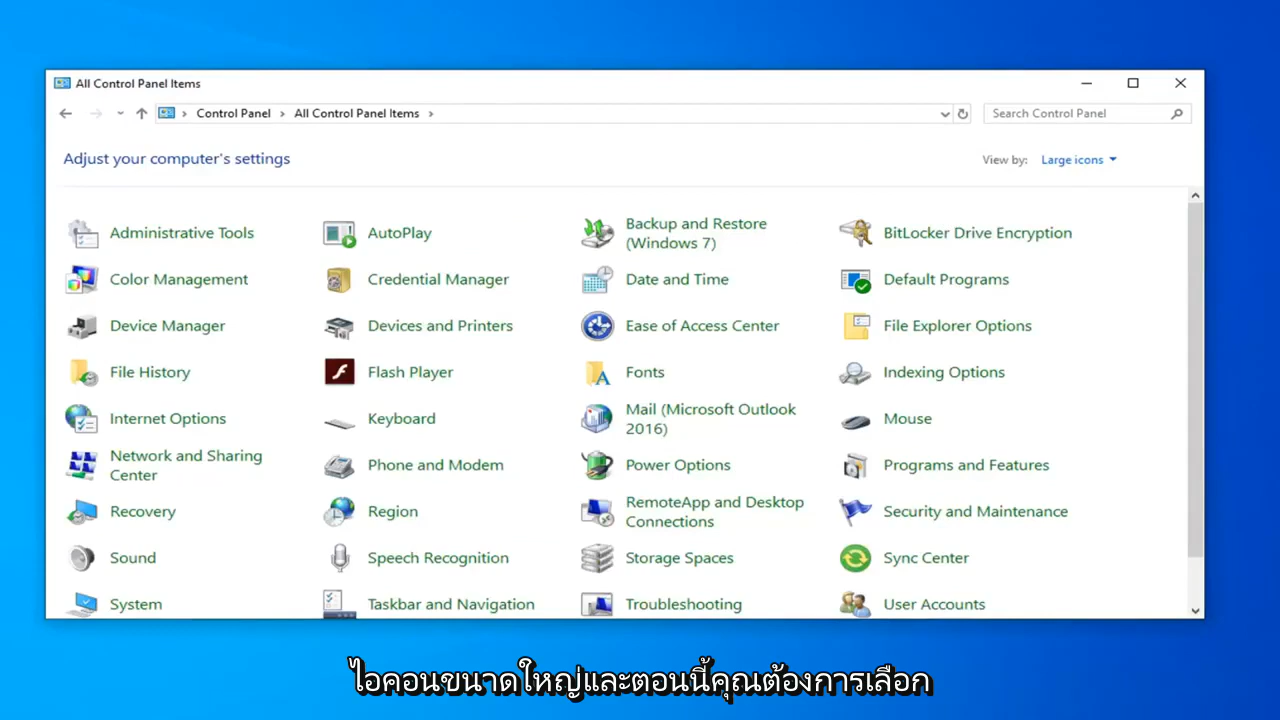 All Control Panel Items
Control Panel > All Control Panel Items >
Search Control Panel
Adjust your computer's settings
View by: Large icons
Administrative Tools
AutoPlay
Backup and Restore
(Windows 7)
BitLocker Drive Encryption
Color Management
Credential Manager
Date and Time
Default Programs
Device Manager
Devices and Printers
Ease of Access Center
File Explorer Options
File History
Flash Player
Fonts
Indexing Options
Internet Options
Keyboard
Mail (Microsoft Outlook
2016)
Mouse
Network and Sharing
Center
Phone and Modem
Power Options
Programs and Features
Recovery
Region
RemoteApp and Desktop
Connections
Security and Maintenance
Sound
Speech Recognition
Storage Spaces
Sync Center
System
Taskbar and Navigation
Troubleshooting
User Accounts
ไอคอนขนาดใหญ่และตอนนี้คุณต้องการเลือก